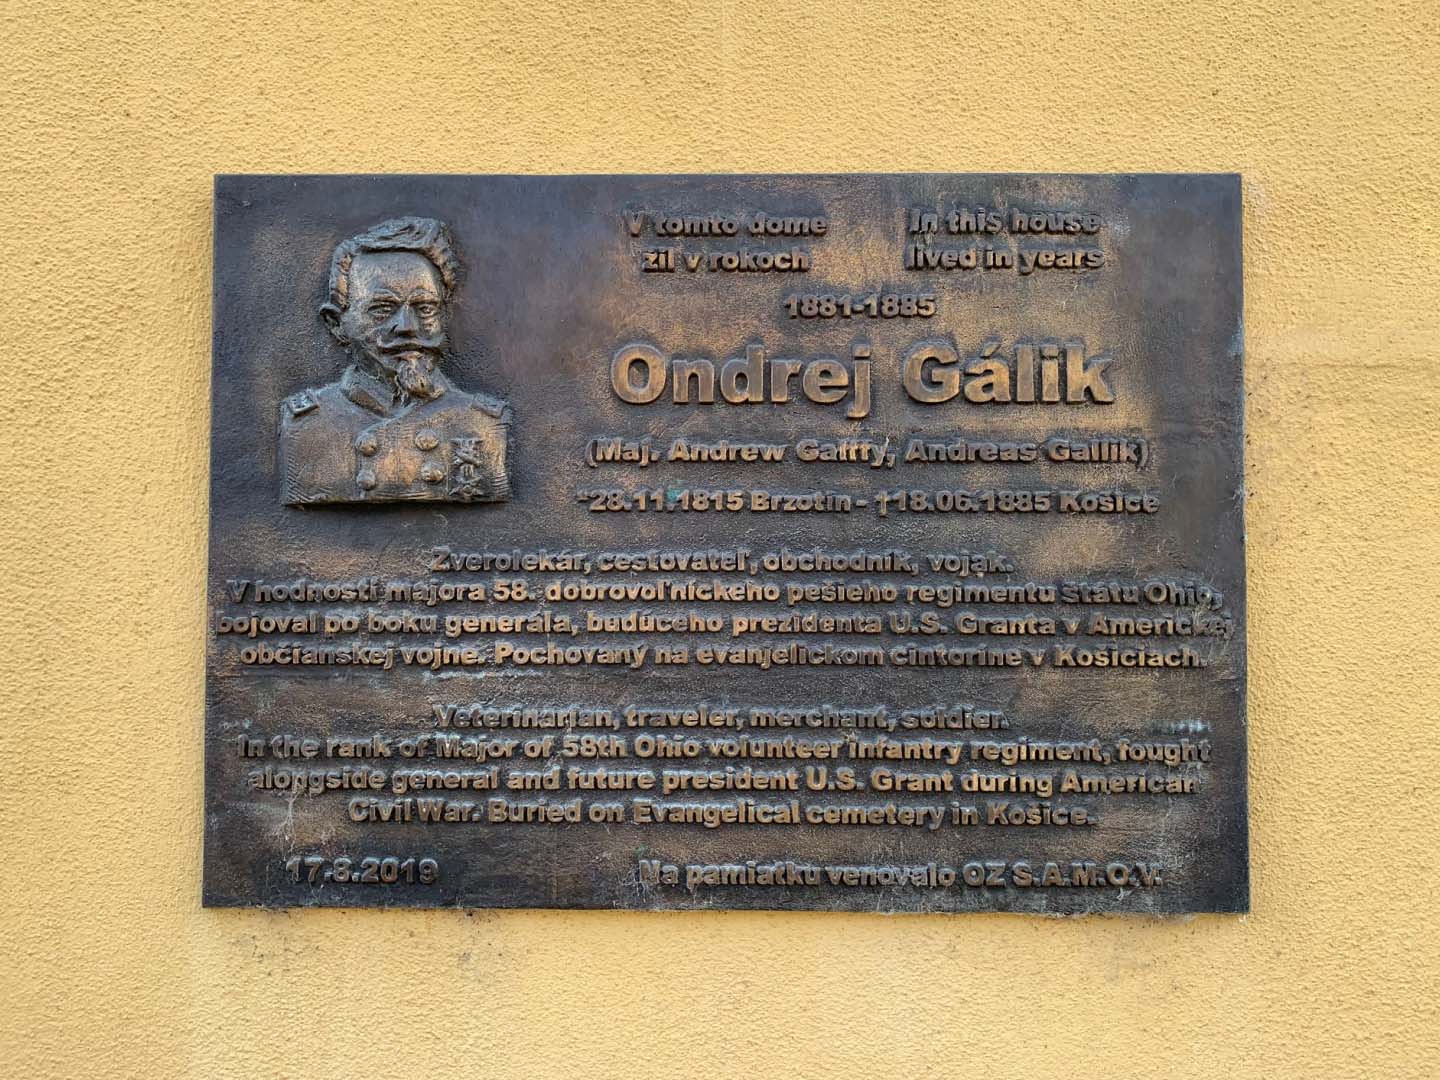 V tomto dome
žil v rokoch
In this house
lived in years
1881-1885
Ondrej Gálik
(Maj. Andrew Galffy, Andreas Gallik)
*28.11.1815 Brzotín - †18.06.1885 Košice
Zverolekár, cestovateľ, obchodník, vojak.
V hodnosti majora 58. dobrovoľníckeho pešieho regimentu štátu Ohio,
bojoval po boku generála, budúceho prezidenta U.S. Granta v Americkej
občianskej vojne. Pochovaný na evanjelickom cintoríne v Košiciach.
Veterinarian, traveler, merchant, soldier.
In the rank of Major of 58th Ohio volunteer infantry regiment, fought
alongside general and future president U.S. Grant during American
Civil War. Buried on Evangelical cemetery in Košice.
17.8.2019
Na pamiatku venovalo OZ S.A.M.O.V.